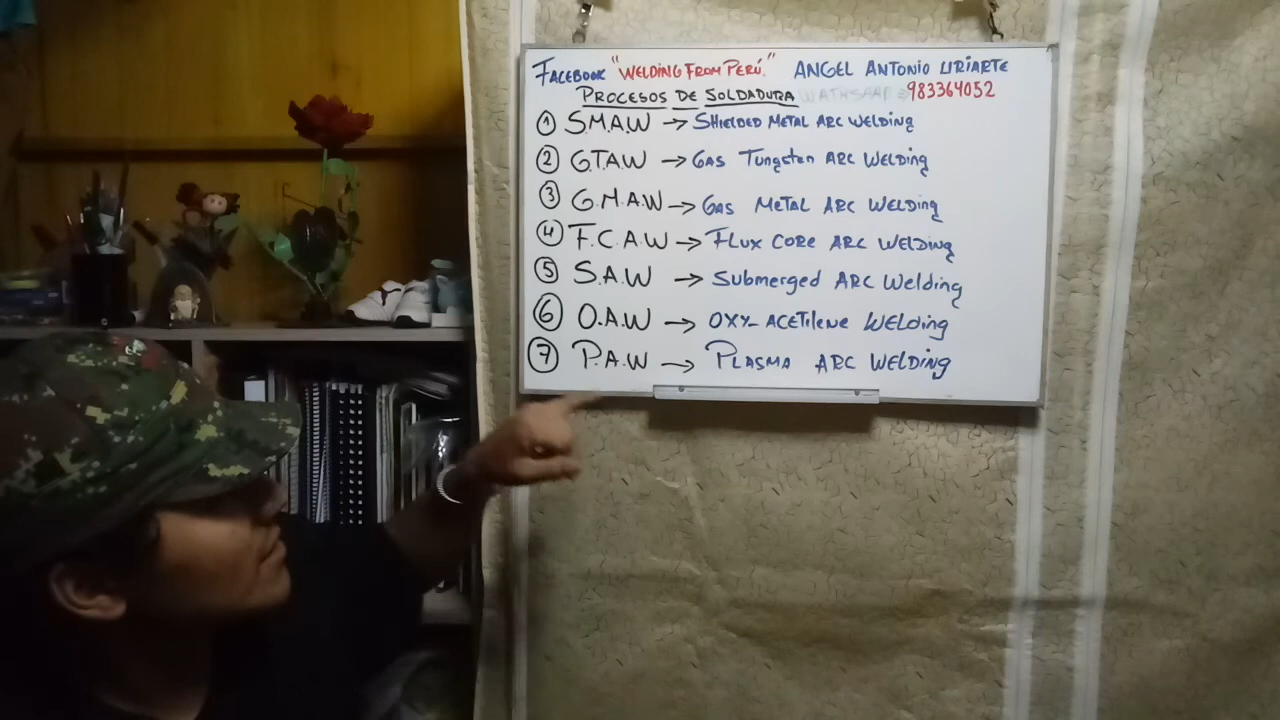 FACEBOOK "WELDING FROM PERÚ." ANGEL ANTONIO URIARTE
PROCESOS DE SOLDADURA WATHSAAP 983364052
① S.M.A.W → SHIELDED METAL ARC WELDING
② G.T.A.W → GAS TUNgsten ARC WELDING
③ G.M.A.W → GAS METAL ARC WELDING
④ F.C.A.W → FLUX CORE ARC WELDING
⑤ S.A.W → Submerged ARC Welding
⑥ O.A.W → OXY-ACETILENE WELDING
⑦ P.A.W → PLASMA ARC WELDING